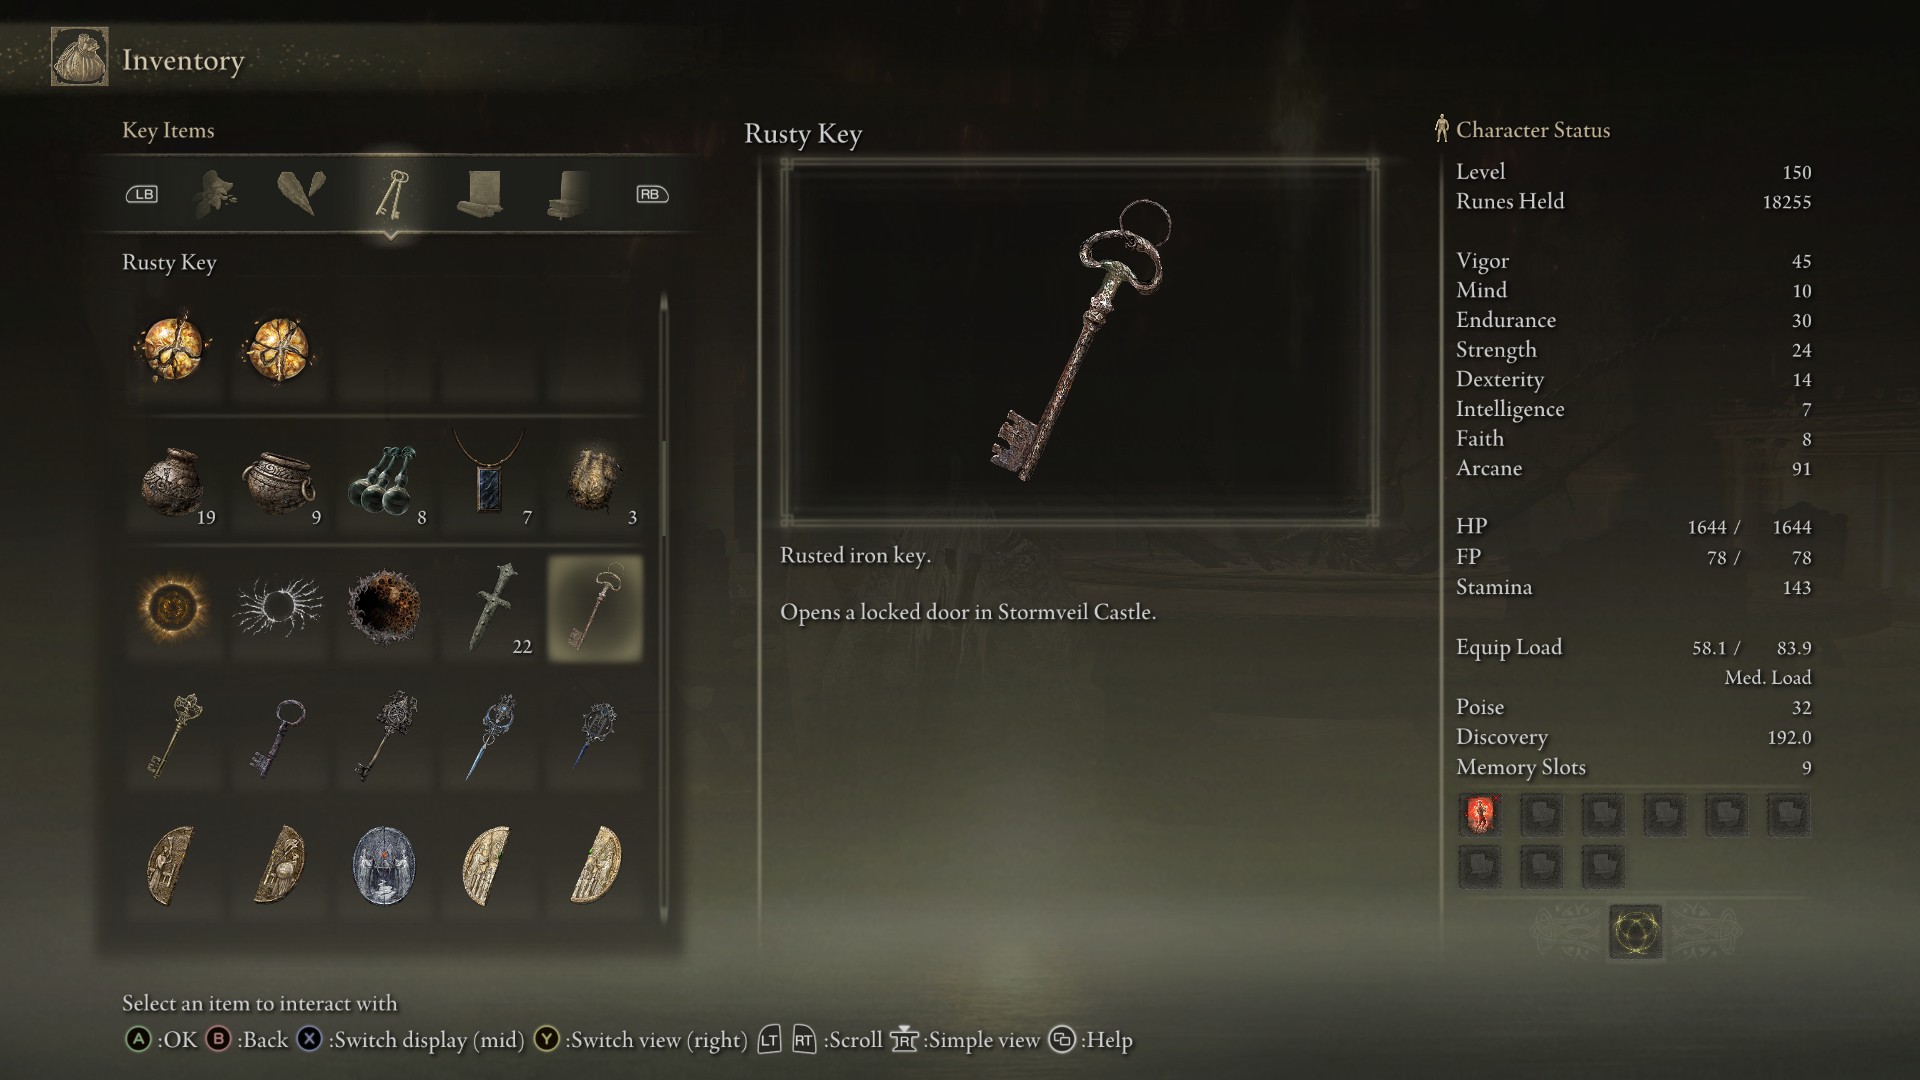 Inventory
Key Items
LB
RB
Rusty Key
19
9
8
7
3
22
Rusty Key
Rusted iron key.
Opens a locked door in Stormveil Castle.
Character Status
Level 150
Runes Held 18255
Vigor 45
Mind 10
Endurance 30
Strength 24
Dexterity 14
Intelligence 7
Faith 8
Arcane 91
HP 1644 / 1644
FP 78 / 78
Stamina 143
Equip Load 58.1 / 83.9
Med. Load
Poise 32
Discovery 192.0
Memory Slots 9
Select an item to interact with
A :OK B :Back X :Switch display (mid) Y :Switch view (right) LT RT :Scroll R :Simple view :Help